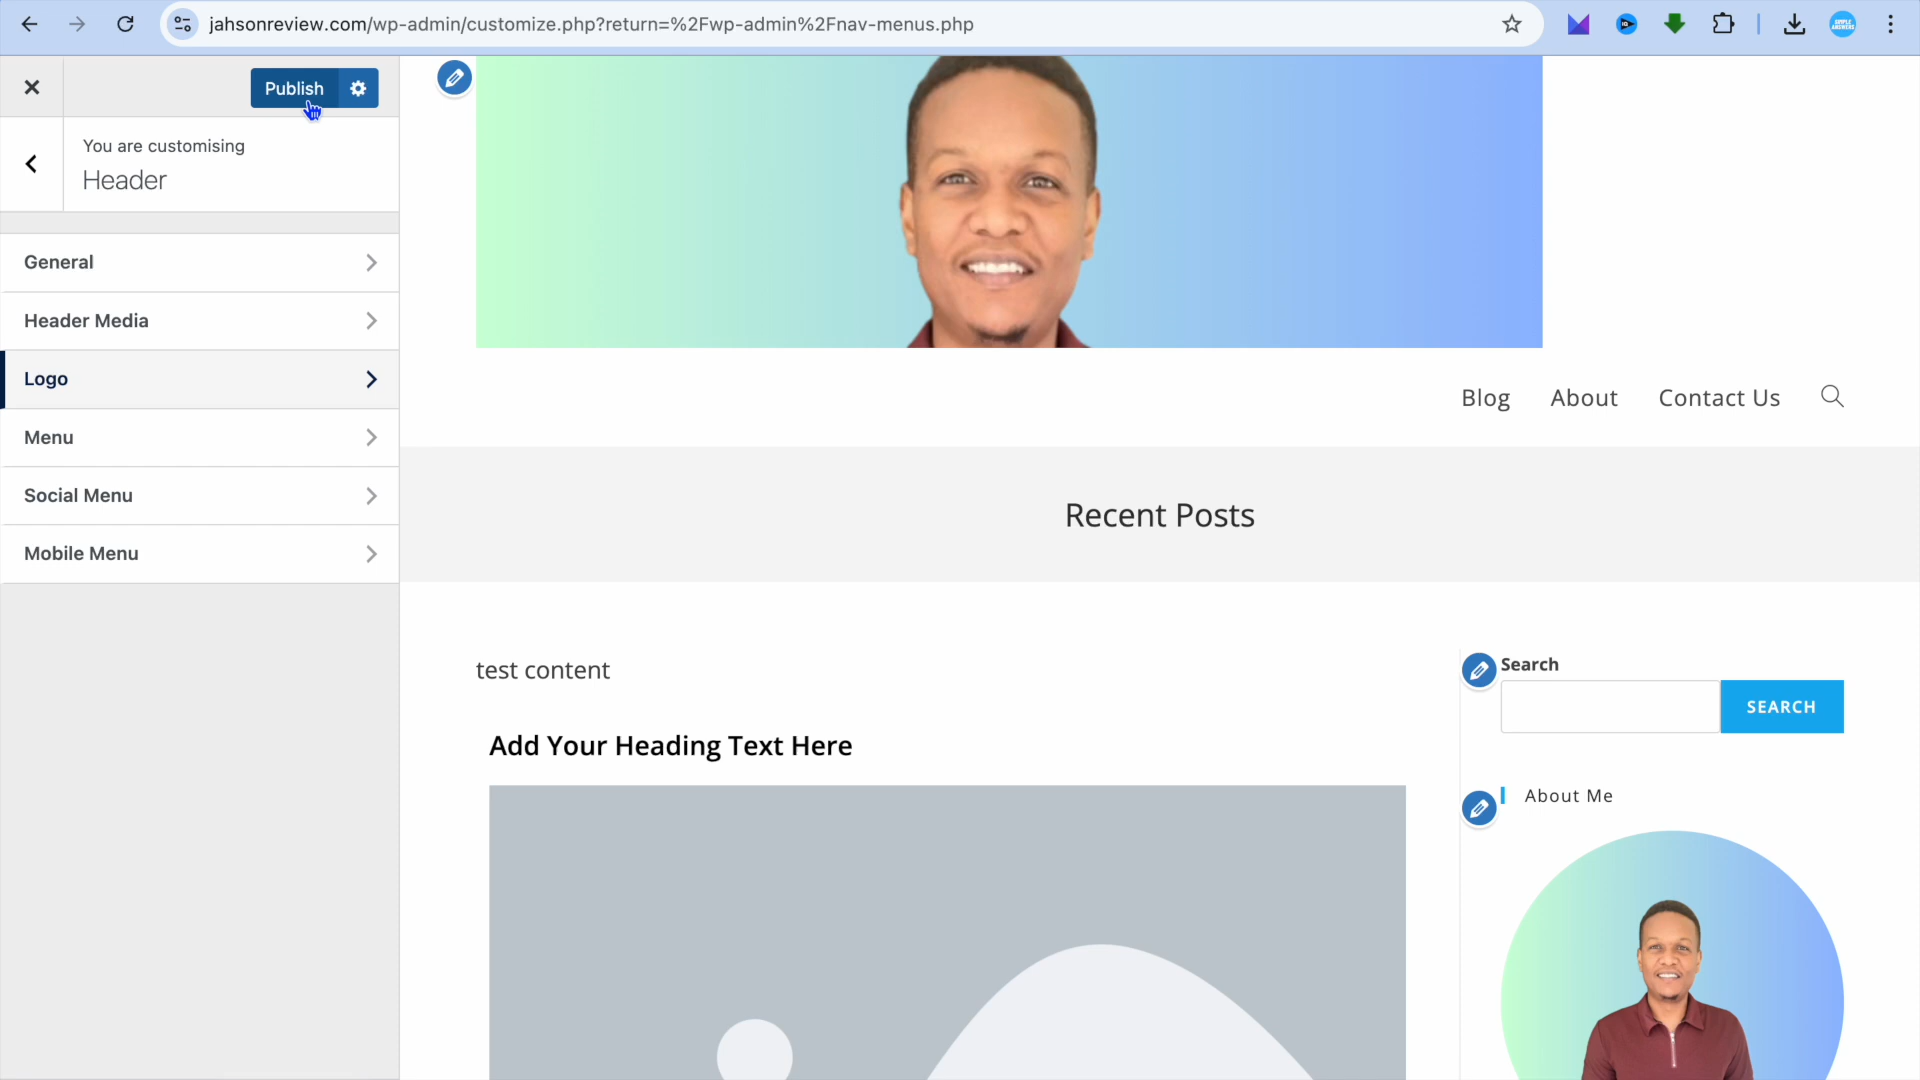 jahsonreview.com/wp-admin/customize.php?return=%2Fwp-admin%2Fnav-menus.php
Publish
You are customising
Header
General
Header Media
Logo
Menu
Social Menu
Mobile Menu
Blog About Contact Us
Recent Posts
test content
Add Your Heading Text Here
Search
SEARCH
About Me